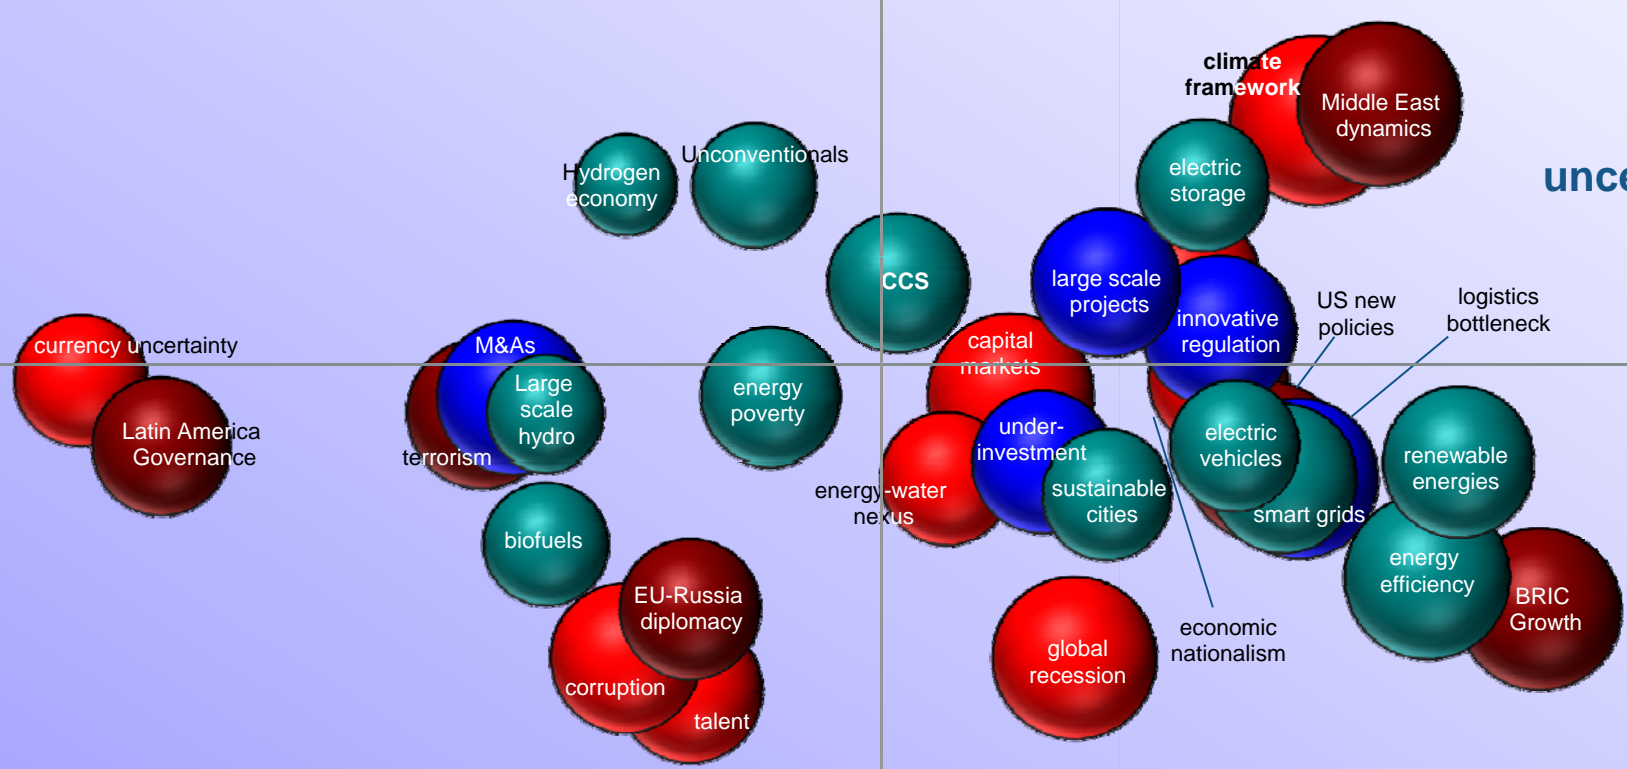 climate
framework
Middle East
dynamics
Hydrogen
economy
Unconventionals
electric
storage
unce
CCS
large scale
projects
innovative
regulation
US new
policies
logistics
bottleneck
currency uncertainty
M&As
capital
markets
Large
scale
hydro
energy
poverty
Latin America
Governance
terrorism
under-
investment
electric
vehicles
renewable
energies
energy-water
nexus
sustainable
cities
smart grids
biofuels
energy
efficiency
EU-Russia
diplomacy
BRIC
Growth
economic
nationalism
global
recession
corruption
talent